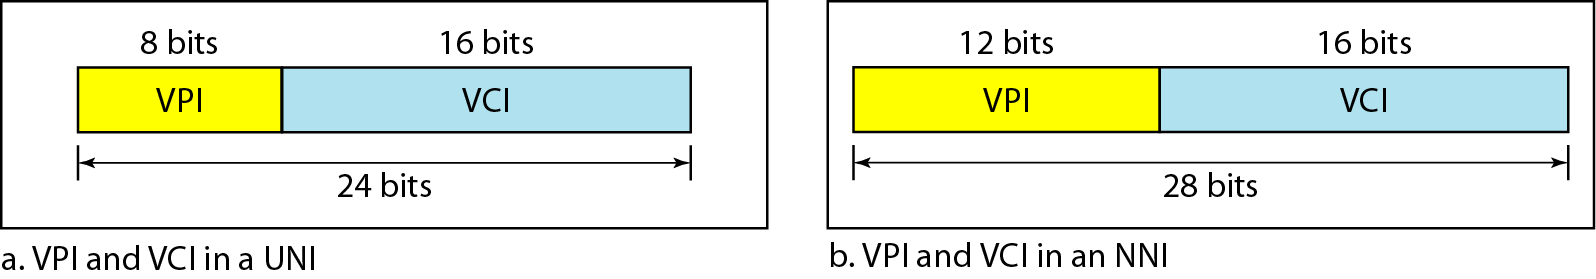 8 bits 16 bits
VPI VCI
24 bits
a. VPI and VCI in a UNI
12 bits 16 bits
VPI VCI
28 bits
b. VPI and VCI in an NNI